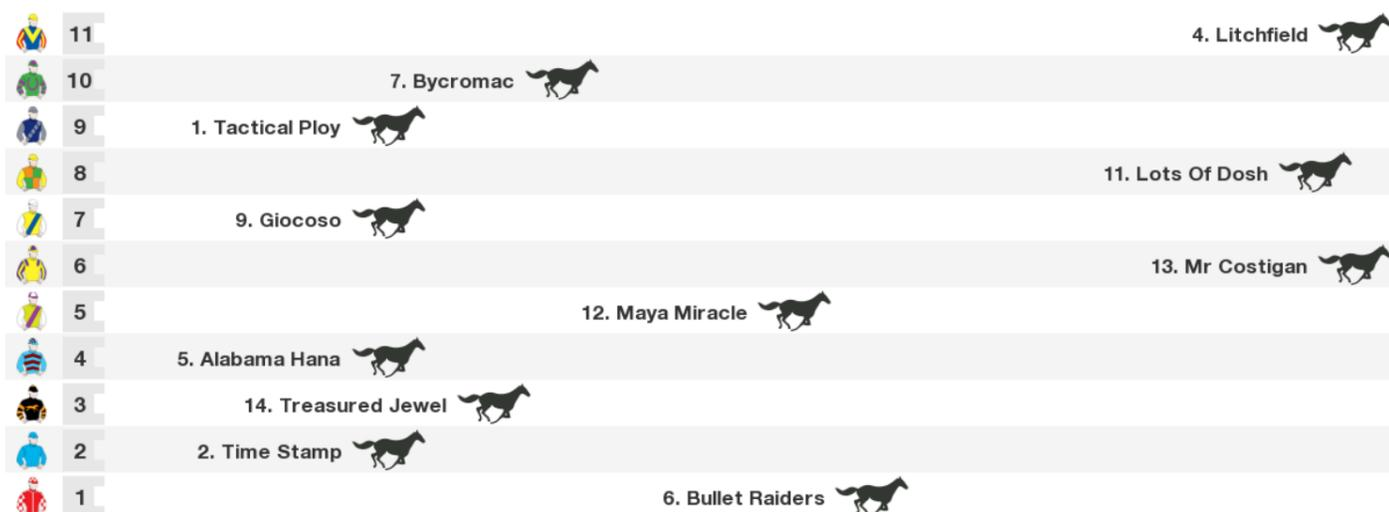 11 4. Litchfield
10 7. Bycromac
9 1. Tactical Ploy
8 11. Lots Of Dosh
7 9. Giocoso
6 13. Mr Costigan
5 12. Maya Miracle
4 5. Alabama Hana
3 14. Treasured Jewel
2 2. Time Stamp
1 6. Bullet Raiders